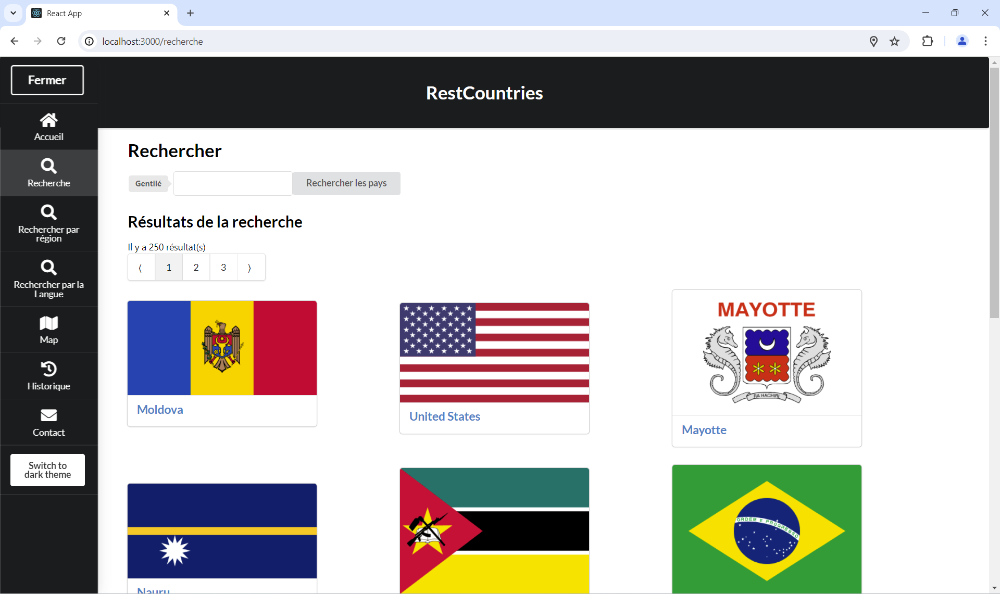 React App
localhost:3000/recherche
Fermer
RestCountries
Accueil
Recherche
Rechercher par
région
Rechercher par la
Langue
Map
Historique
Contact
Switch to
dark theme
Rechercher
Gentilé
Rechercher les pays
Résultats de la recherche
Il y a 250 résultat(s)
⟨ 1 2 3 ⟩
MAYOTTE
RA HACHIRI
Moldova
United States
Mayotte
ORDEM E PROGRESSO
Nauru